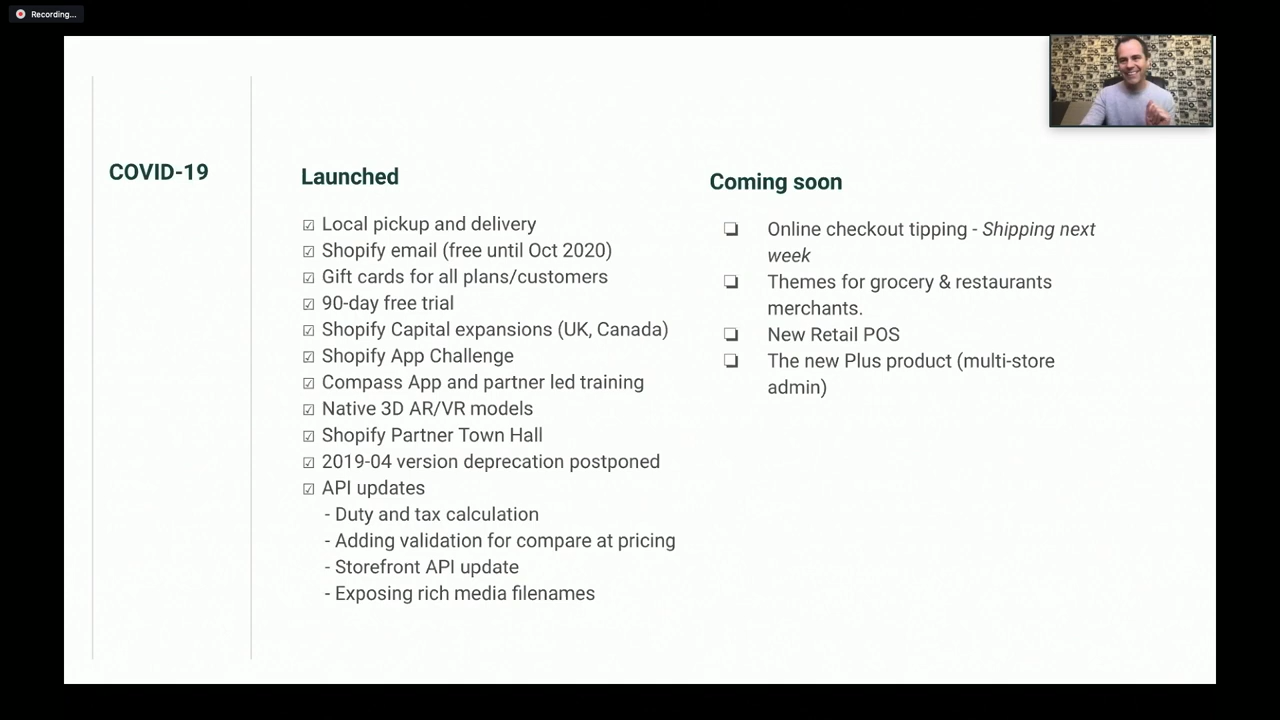 Recording...
COVID-19
Launched
☑ Local pickup and delivery
☑ Shopify email (free until Oct 2020)
☑ Gift cards for all plans/customers
☑ 90-day free trial
☑ Shopify Capital expansions (UK, Canada)
☑ Shopify App Challenge
☑ Compass App and partner led training
☑ Native 3D AR/VR models
☑ Shopify Partner Town Hall
☑ 2019-04 version deprecation postponed
☑ API updates
- Duty and tax calculation
- Adding validation for compare at pricing
- Storefront API update
- Exposing rich media filenames
Coming soon
❏ Online checkout tipping - Shipping next
week
❏ Themes for grocery & restaurants
merchants.
❏ New Retail POS
❏ The new Plus product (multi-store
admin)